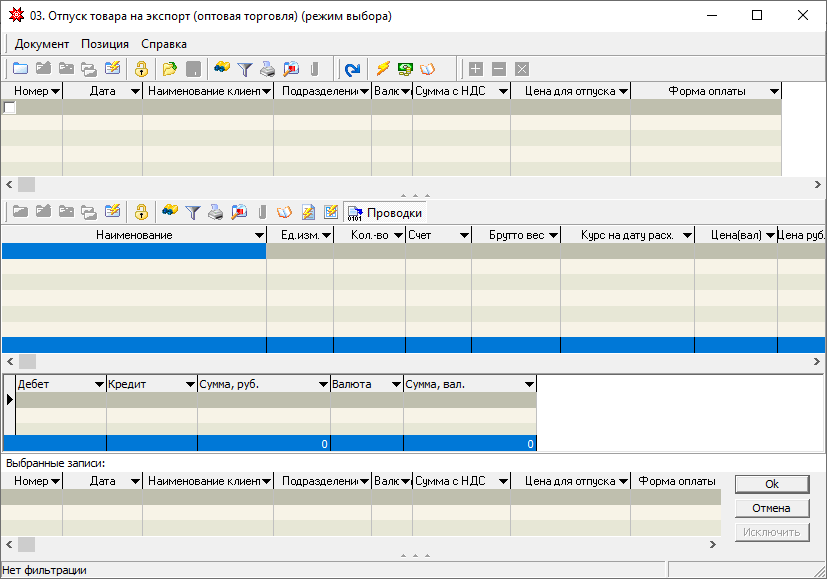 03. Отпуск товара на экспорт (оптовая торговля) (режим выбора)
Документ Позиция Справка
Номер Дата Наименование клиент Подразделени Валю Сумма с НДС Цена для отпуска Форма оплаты
0101 Проводки
Наименование Ед.изм. Кол.-во Счет Брутто вес Курс на дату расх. Цена(вал) Цена руб.
Дебет Кредит Сумма, руб. Валюта Сумма, вал.
0 0
Выбранные записи:
Номер Дата Наименование клиент Подразделени Валю Сумма с НДС Цена для отпуска Форма оплаты
Ok
Отмена
Исключить
Нет фильтрации